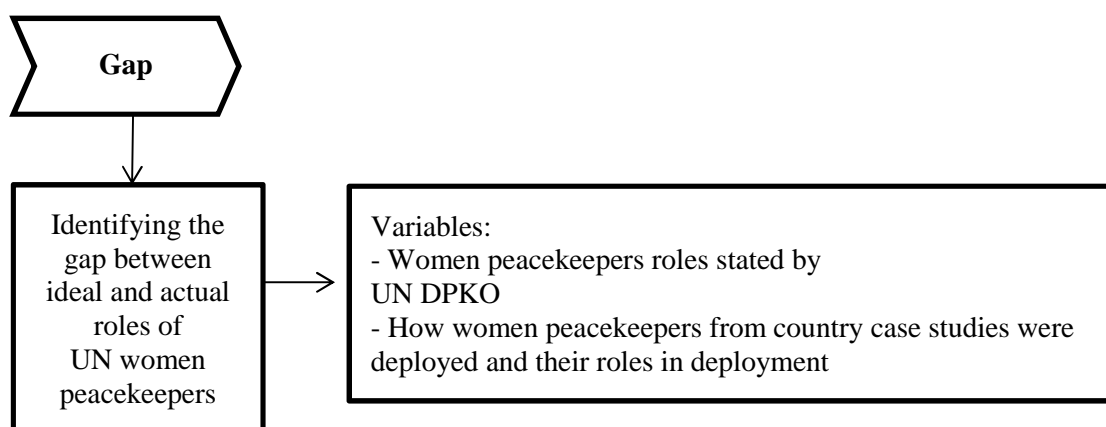 Gap
Identifying the
gap between
ideal and actual
roles of
UN women
peacekeepers
Variables:
- Women peacekeepers roles stated by
UN DPKO
- How women peacekeepers from country case studies were
deployed and their roles in deployment